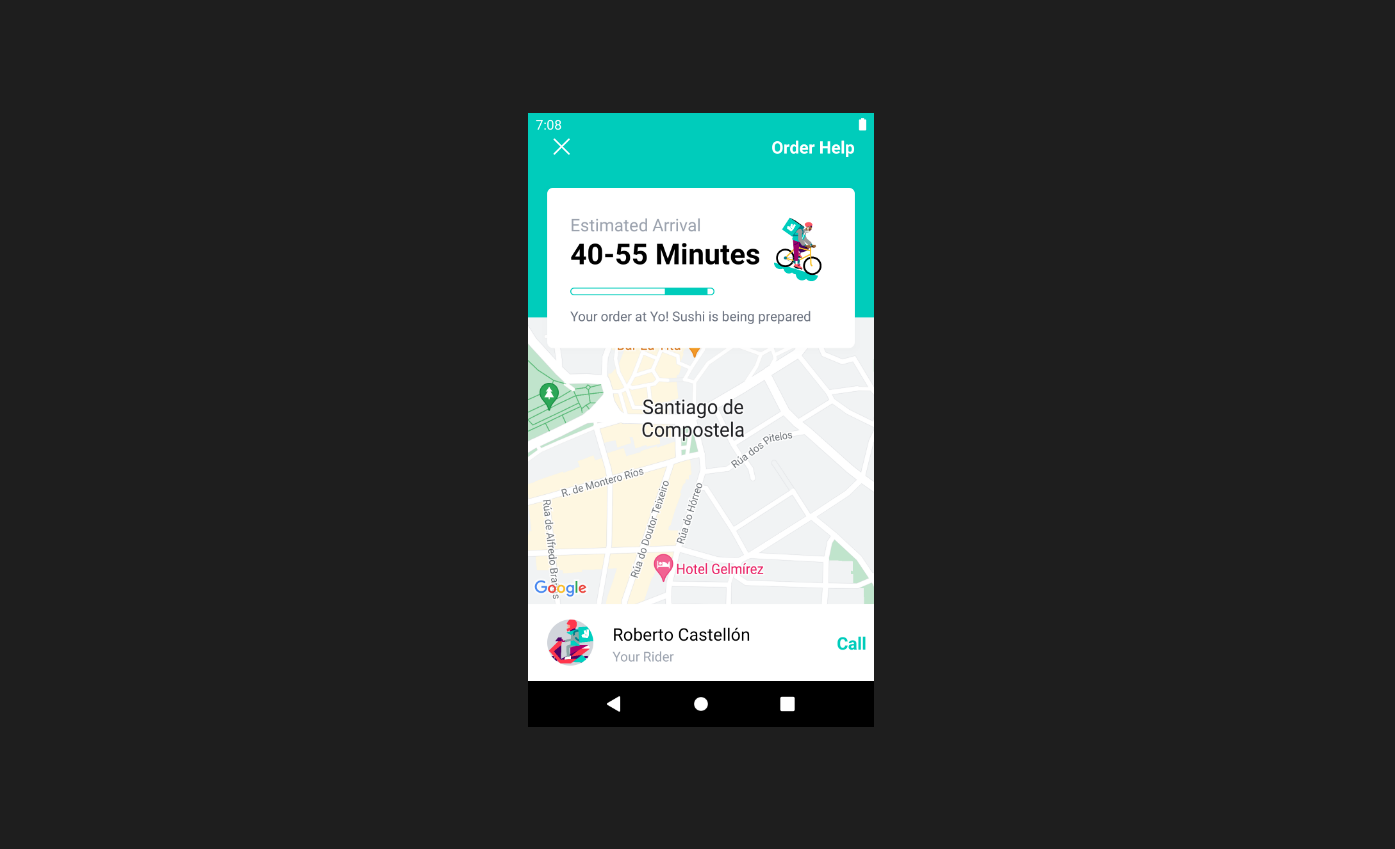 7:08
Order Help
Estimated Arrival
40-55 Minutes
Your order at Yo! Sushi is being prepared
Santiago de
Compostela
Rúa dos Pitelos
R. de Montero Ríos
Rúa de Alfredo
Rúa do Doutor Teixeiro
Rúa do Hórreo
Hotel Gelmírez
Google
Roberto Castellón
Your Rider
Call